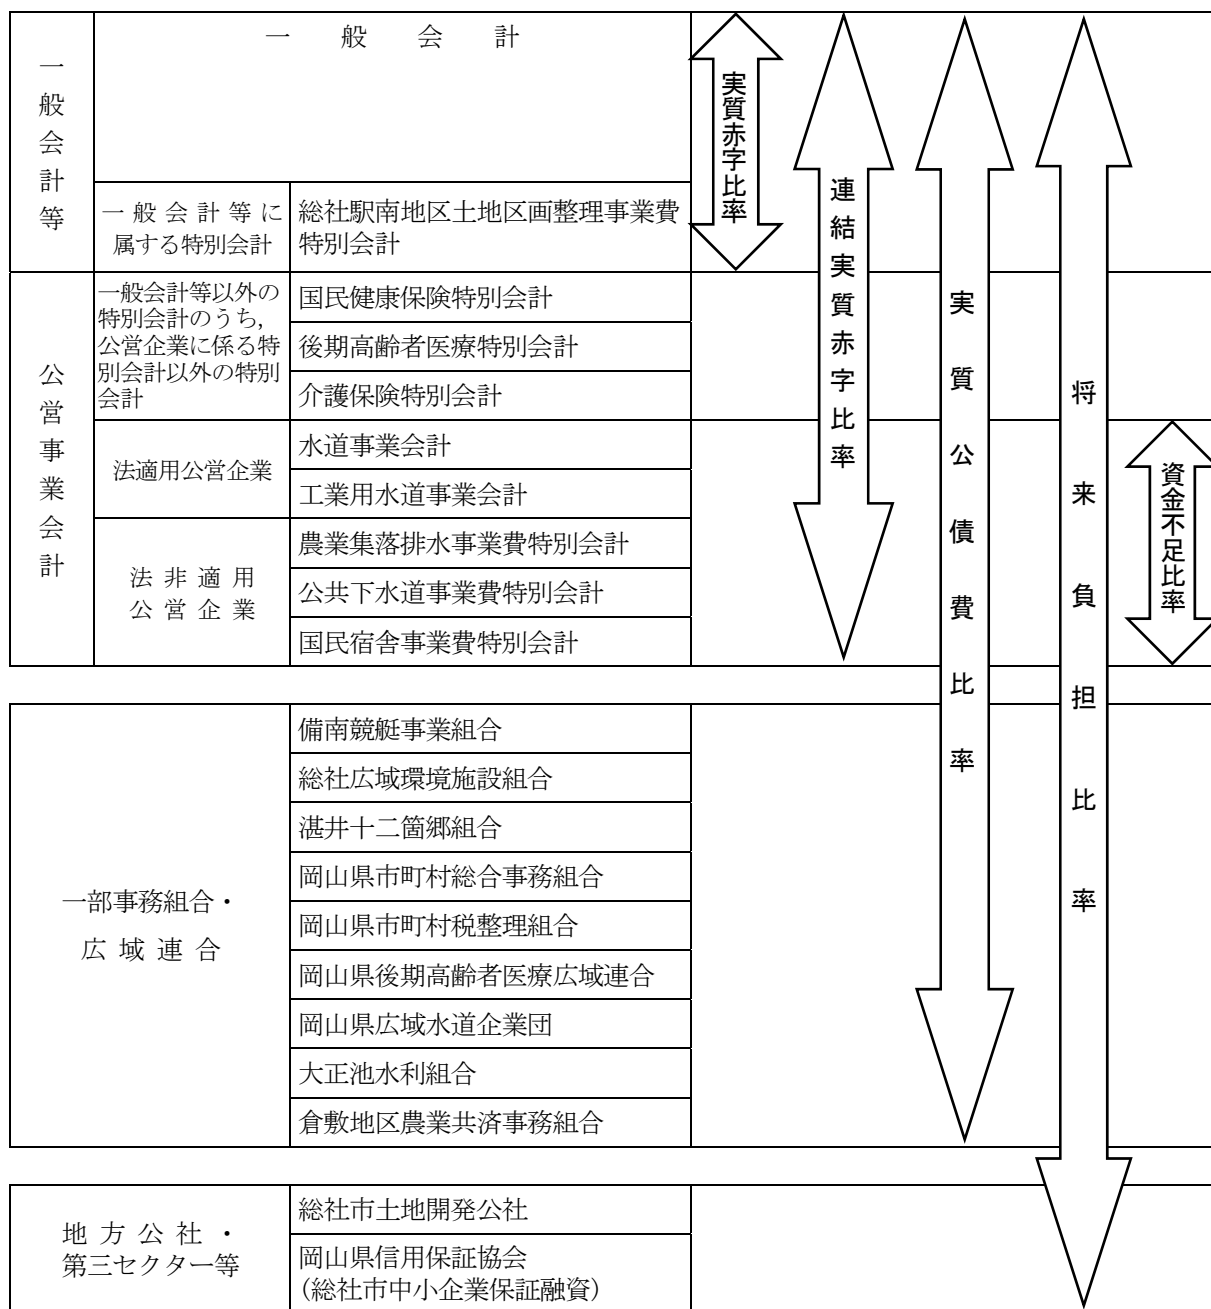 一般会計等
一般会計
一般会計等に
属する特別会計
総社駅南地区土地区画整理事業費
特別会計
公営事業会計
一般会計等以外の
特別会計のうち,
公営企業に係る特
別会計以外の特別
会計
国民健康保険特別会計
後期高齢者医療特別会計
介護保険特別会計
法適用公営企業
水道事業会計
工業用水道事業会計
法非適用
公営企業
農業集落排水事業費特別会計
公共下水道事業費特別会計
国民宿舎事業費特別会計
実質赤字比率
連結実質赤字比率
実質公債費比率
将来負担比率
資金不足比率
一部事務組合・
広域連合
備南競艇事業組合
総社広域環境施設組合
湛井十二箇郷組合
岡山県市町村総合事務組合
岡山県市町村税整理組合
岡山県後期高齢者医療広域連合
岡山県広域水道企業団
大正池水利組合
倉敷地区農業共済事務組合
地方公社・
第三セクター等
総社市土地開発公社
岡山県信用保証協会
(総社市中小企業保証融資)